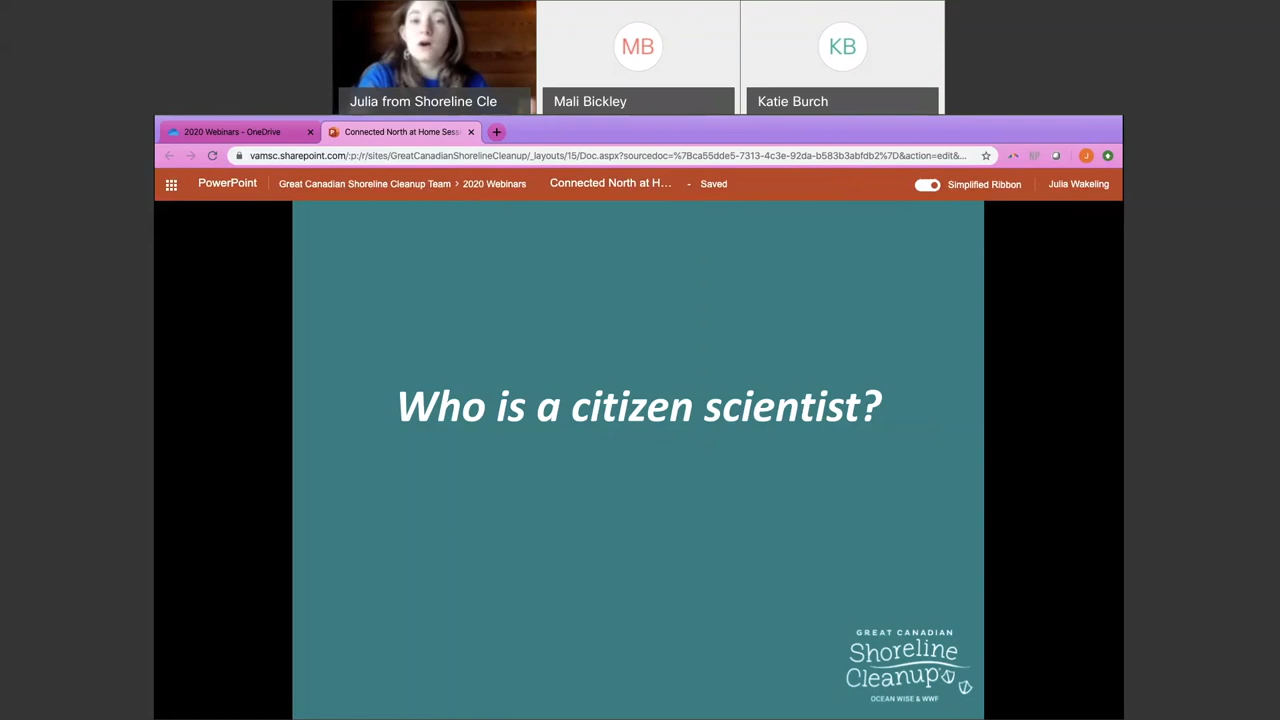 MB
KB
Julia from Shoreline Cle
Mali Bickley
Katie Burch
2020 Webinars - OneDrive
Connected North at Home Sess
vamsc.sharepoint.com/:p:/r/sites/GreatCanadianShorelineCleanup/_layouts/15/Doc.aspx?sourcedoc=%7Bca55dde5-7313-4c3e-92da-b583b3abfdb2%7D&action=edit&...
J
PowerPoint
Great Canadian Shoreline Cleanup Team > 2020 Webinars
Connected North at H... - Saved
Simplified Ribbon
Julia Wakeling
Who is a citizen scientist?
GREAT CANADIAN
Shoreline
Cleanup
OCEAN WISE & WWF